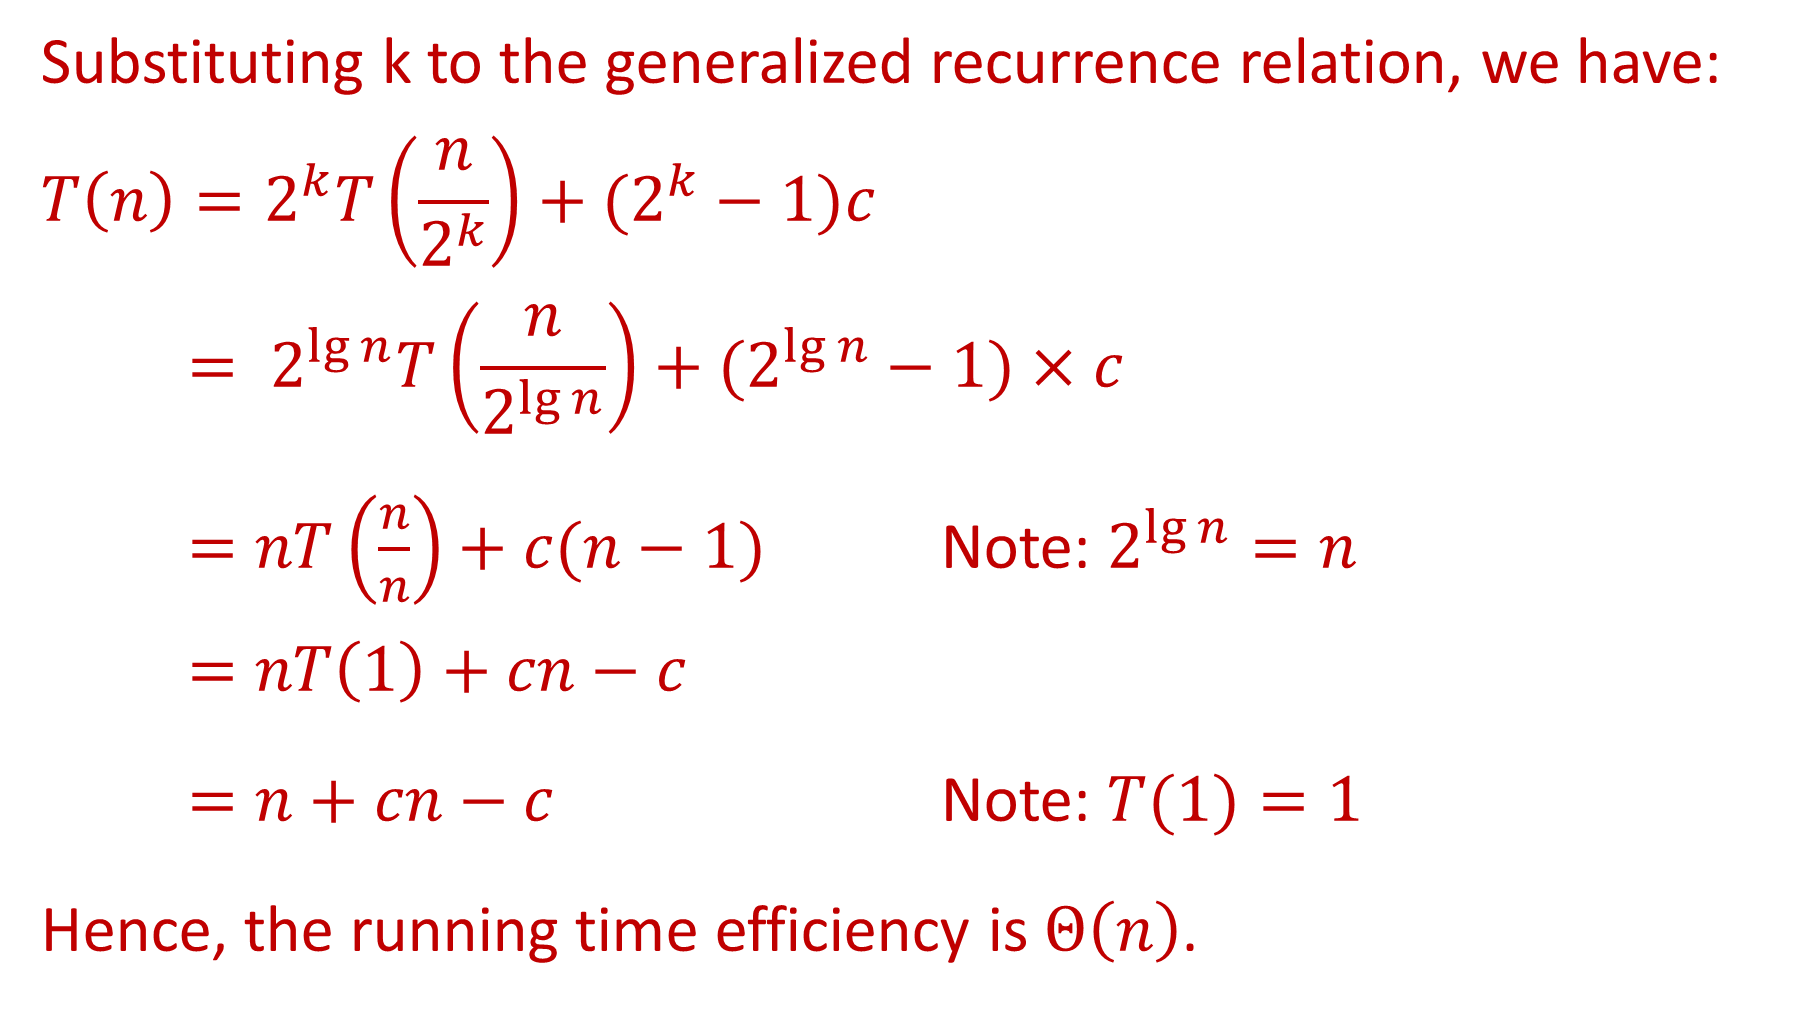 Substituting k to the generalized recurrence relation, we have:
T(n) = 2^k T(n/2^k) + (2^k − 1)c
= 2^{lg n} T(n/2^{lg n}) + (2^{lg n} − 1) × c
= nT(n/n) + c(n − 1) Note: 2^{lg n} = n
= nT(1) + cn − c
= n + cn − c Note: T(1) = 1
Hence, the running time efficiency is Θ(n).